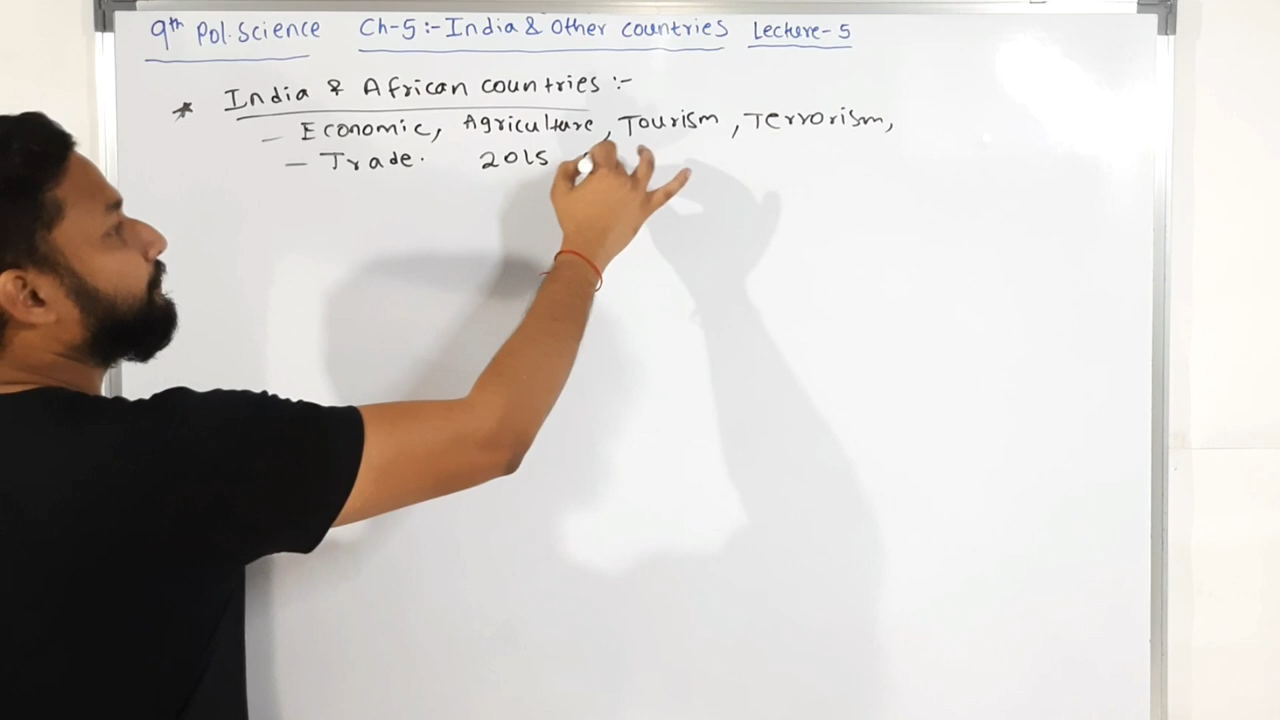 9th Pol. Science Ch-5:- India & Other countries Lecture-5
* India & African countries :-
- Economic, Agriculture, Tourism, Terrorism,
- Trade. 2015